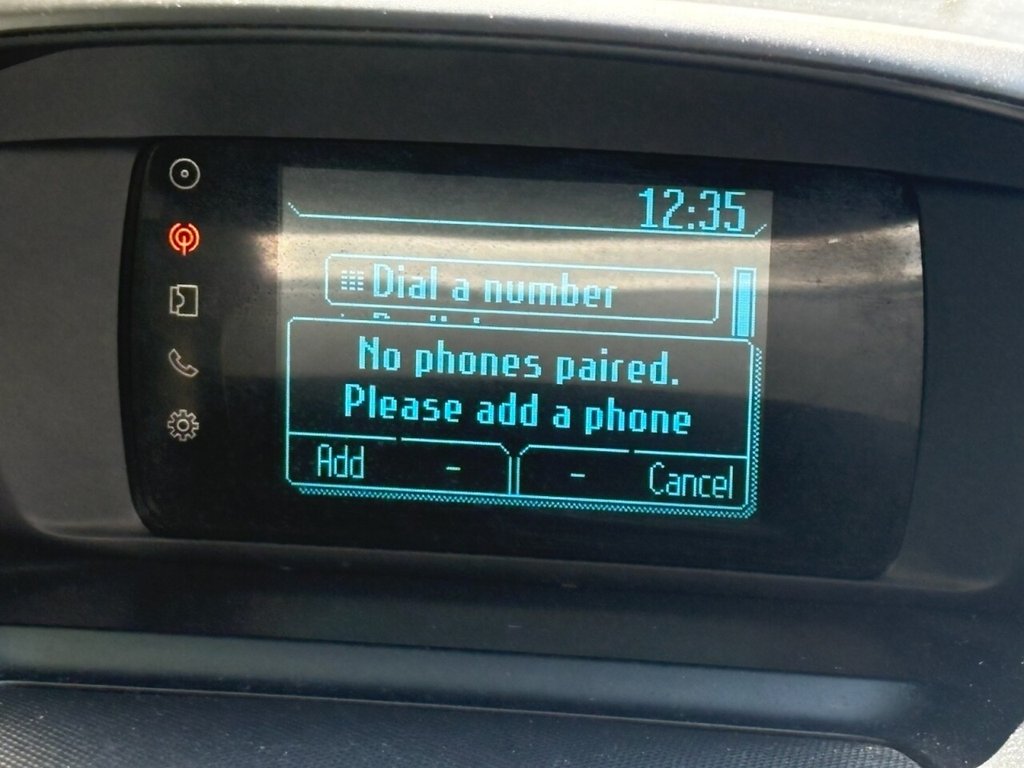 12:35
Dial a number
No phones paired.
Please add a phone
Add - - Cancel